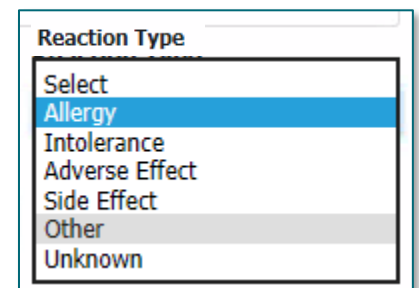 Reaction Type
Select
Allergy
Intolerance
Adverse Effect
Side Effect
Other
Unknown